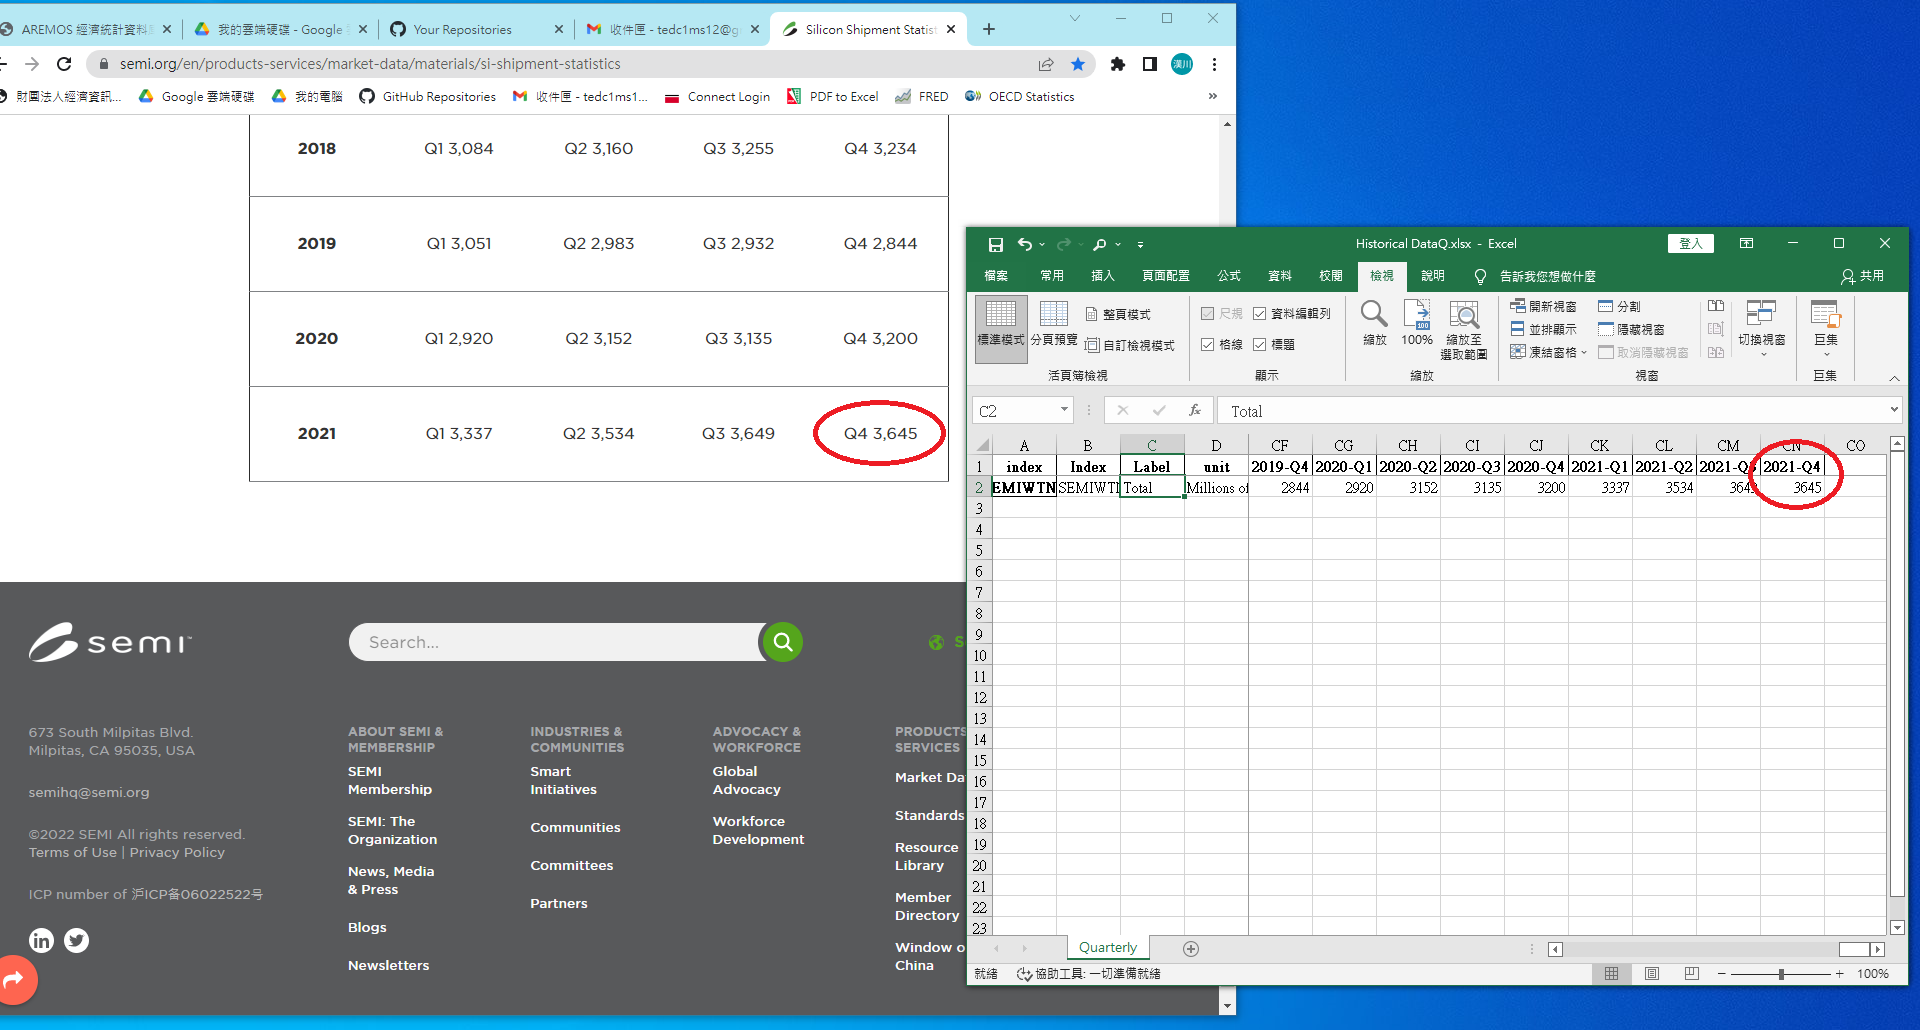 AREMOS 經濟統計資料
我的雲端硬碟 - Google
Your Repositories
收件匣 - tedc1ms12@g
Silicon Shipment Statist
semi.org/en/products-services/market-data/materials/si-shipment-statistics
漢川
財團法人經濟資訊...
Google 雲端硬碟
我的電腦
GitHub Repositories
收件匣 - tedc1ms1...
Connect Login
PDF to Excel
FRED
OECD Statistics
»
2018 Q1 3,084 Q2 3,160 Q3 3,255 Q4 3,234
2019 Q1 3,051 Q2 2,983 Q3 2,932 Q4 2,844
2020 Q1 2,920 Q2 3,152 Q3 3,135 Q4 3,200
2021 Q1 3,337 Q2 3,534 Q3 3,649 Q4 3,645
semi
Search...
S
673 South Milpitas Blvd.
Milpitas, CA 95035, USA
semihq@semi.org
©2022 SEMI All rights reserved.
Terms of Use | Privacy Policy
ICP number of 沪ICP备06022522号
in
ABOUT SEMI &
MEMBERSHIP
SEMI
Membership
SEMI: The
Organization
News, Media
& Press
Blogs
Newsletters
INDUSTRIES &
COMMUNITIES
Smart
Initiatives
Communities
Committees
Partners
ADVOCACY &
WORKFORCE
Global
Advocacy
Workforce
Development
PRODUCTS
SERVICES
Market Da
Standards
Resource
Library
Member
Directory
Window o
China
Historical DataQ.xlsx - Excel
登入
檔案 常用 插入 頁面配置 公式 資料 校閱 檢視 說明 告訴我您想做什麼 共用
標準模式 分頁預覽 整頁模式
自訂檢視模式
活頁簿檢視
尺規 資料編輯列
格線 標題
顯示
縮放 100% 縮放至
選取範圍
縮放
開新視窗 分割
並排顯示 隱藏視窗
凍結窗格 取消隱藏視窗
切換視窗
視窗
巨集
巨集
C2 fx Total
A B C D CF CG CH CI CJ CK CL CM CN CO
1 index Index Label unit 2019-Q4 2020-Q1 2020-Q2 2020-Q3 2020-Q4 2021-Q1 2021-Q2 2021-Q3 2021-Q4
2 EMIWTN SEMIWTI Total Millions of 2844 2920 3152 3135 3200 3337 3534 3649 3645
3
4
5
6
7
8
9
10
11
12
13
14
15
16
17
18
19
20
21
22
23
Quarterly
就緒 協助工具: 一切準備就緒 100%